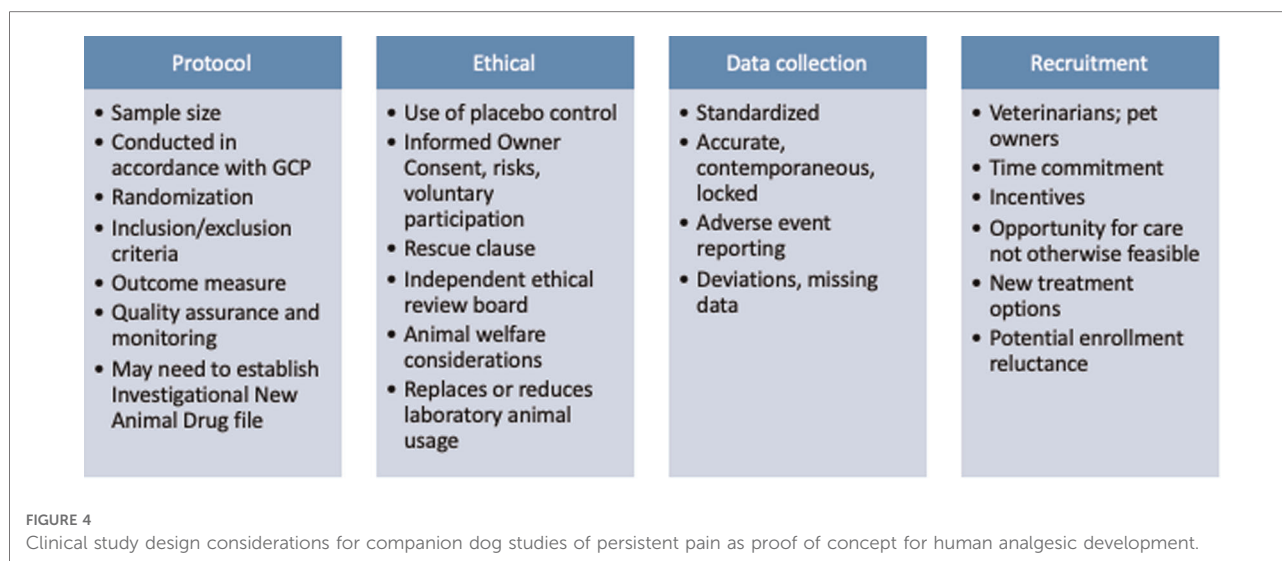 Protocol
• Sample size
• Conducted in
accordance with GCP
• Randomization
• Inclusion/exclusion
criteria
• Outcome measure
• Quality assurance and
monitoring
• May need to establish
Investigational New
Animal Drug file
Ethical
• Use of placebo control
• Informed Owner
Consent, risks,
voluntary
participation
• Rescue clause
• Independent ethical
review board
• Animal welfare
considerations
• Replaces or reduces
laboratory animal
usage
Data collection
• Standardized
• Accurate,
contemporaneous,
locked
• Adverse event
reporting
• Deviations, missing
data
Recruitment
• Veterinarians; pet
owners
• Time commitment
• Incentives
• Opportunity for care
not otherwise feasible
• New treatment
options
• Potential enrollment
reluctance
FIGURE 4
Clinical study design considerations for companion dog studies of persistent pain as proof of concept for human analgesic development.